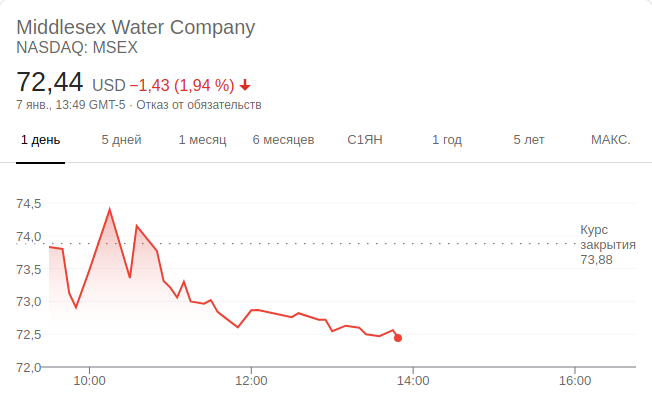 Middlesex Water Company
NASDAQ: MSEX
72,44 USD −1,43 (1,94 %)
7 янв., 13:49 GMT-5 · Отказ от обязательств
1 день 5 дней 1 месяц 6 месяцев С1ЯН 1 год 5 лет МАКС.
74,5
74,0
73,5
73,0
72,5
72,0
Курс
закрытия
73,88
10:00 12:00 14:00 16:00